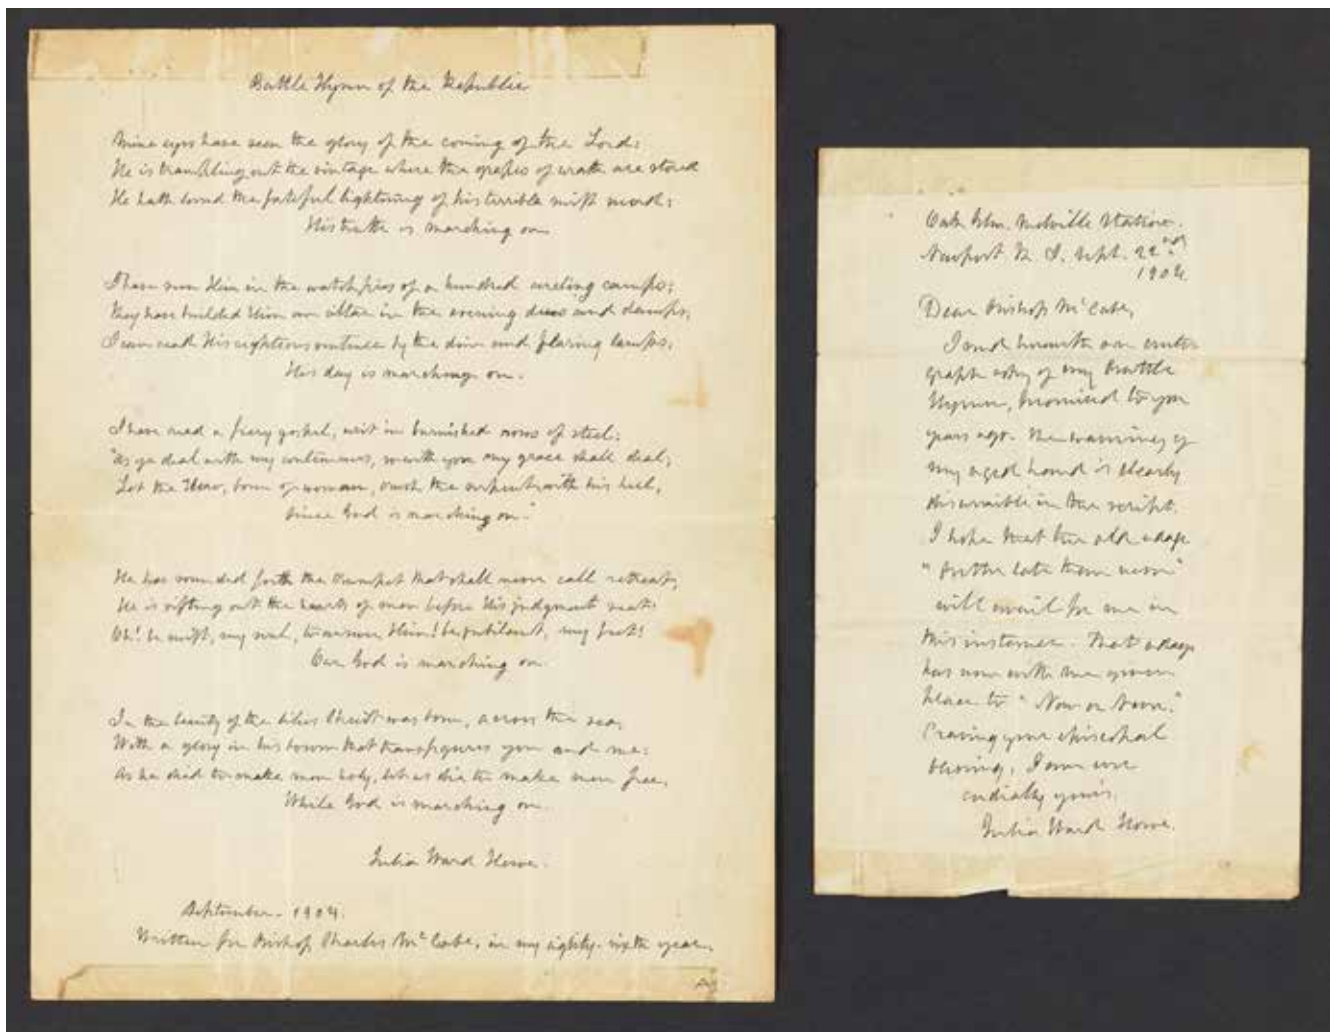 Battle Hymn of the Republic
Mine eyes have seen the glory of the coming of the Lord:
He is trampling out the vintage where the grapes of wrath are stored
He hath loosed the fateful lightning of his terrible swift sword:
His truth is marching on
I have seen Him in the watchfires of a hundred circling camps;
They have builded Him an altar in the evening dews and damps,
I can read His righteous sentence by the dim and flaring lamps,
His day is marching on.
I have read a fiery gospel, writ in burnished rows of steel:
"As ye deal with my contemners, so with you my grace shall deal;
Let the Hero, born of woman, crush the serpent with his heel,
Since God is marching on."
He has sounded forth the trumpet that shall never call retreat,
He is sifting out the hearts of men before His judgment seat:
Oh! be swift, my soul, to answer Him! be jubilant, my feet!
Our God is marching on.
In the beauty of the lilies Christ was born, across the sea,
With a glory in his bosom that transfigures you and me:
As he died to make men holy, let us die to make men free,
While God is marching on.
Julia Ward Howe.
September. 1904.
Written for Bishop Charles McCabe, in my eighty-sixth year.
Oak Glen. Melville Station.
Newport R. I. Sept. 22nd
1904.
Dear Bishop McCabe,
I send herewith an auto
graph copy of my Battle
Hymn, promised to you
years ago. The weariness of
my aged hand is clearly
discernible in the script.
I hope that the old adage
"better late than never"
will avail for me in
this instance. That adage
has now with me given
place to "Now or Never."
Craving your episcopal
blessing, I am
cordially yours.
Julia Ward Howe.